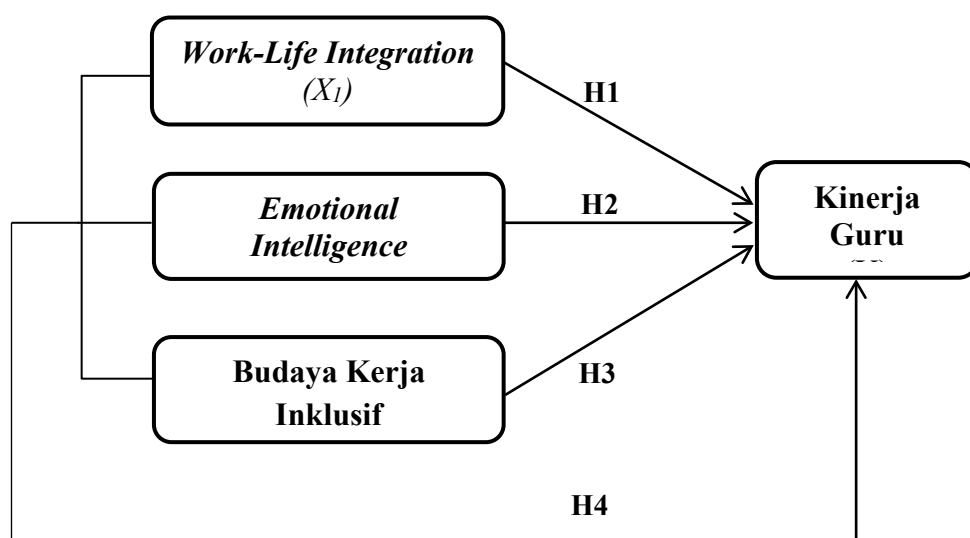 Work-Life Integration
(X1)
H1
Emotional
Intelligence
H2
Kinerja
Guru
Budaya Kerja
Inklusif
H3
H4